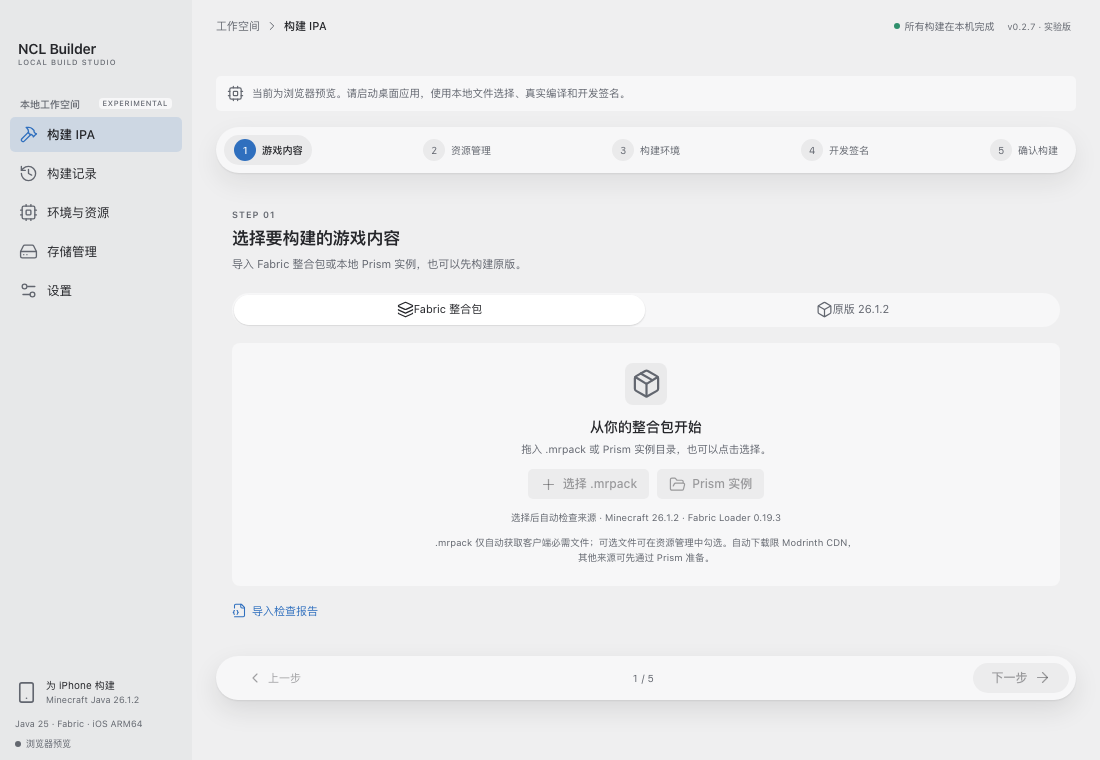 NCL Builder
LOCAL BUILD STUDIO
本地工作空间 EXPERIMENTAL
构建 IPA
构建记录
环境与资源
存储管理
设置
为 iPhone 构建
Minecraft Java 26.1.2
Java 25 · Fabric · iOS ARM64
浏览器预览
工作空间 > 构建 IPA
所有构建在本机完成 v0.2.7 · 实验版
当前为浏览器预览。请启动桌面应用，使用本地文件选择、真实编译和开发签名。
1 游戏内容 2 资源管理 3 构建环境 4 开发签名 5 确认构建
STEP 01
选择要构建的游戏内容
导入 Fabric 整合包或本地 Prism 实例，也可以先构建原版。
Fabric 整合包 原版 26.1.2
从你的整合包开始
拖入 .mrpack 或 Prism 实例目录，也可以点击选择。
选择 .mrpack Prism 实例
选择后自动检查来源 · Minecraft 26.1.2 · Fabric Loader 0.19.3
.mrpack 仅自动获取客户端必需文件；可选文件可在资源管理中勾选。自动下载限 Modrinth CDN，
其他来源可先通过 Prism 准备。
导入检查报告
上一步 1 / 5 下一步